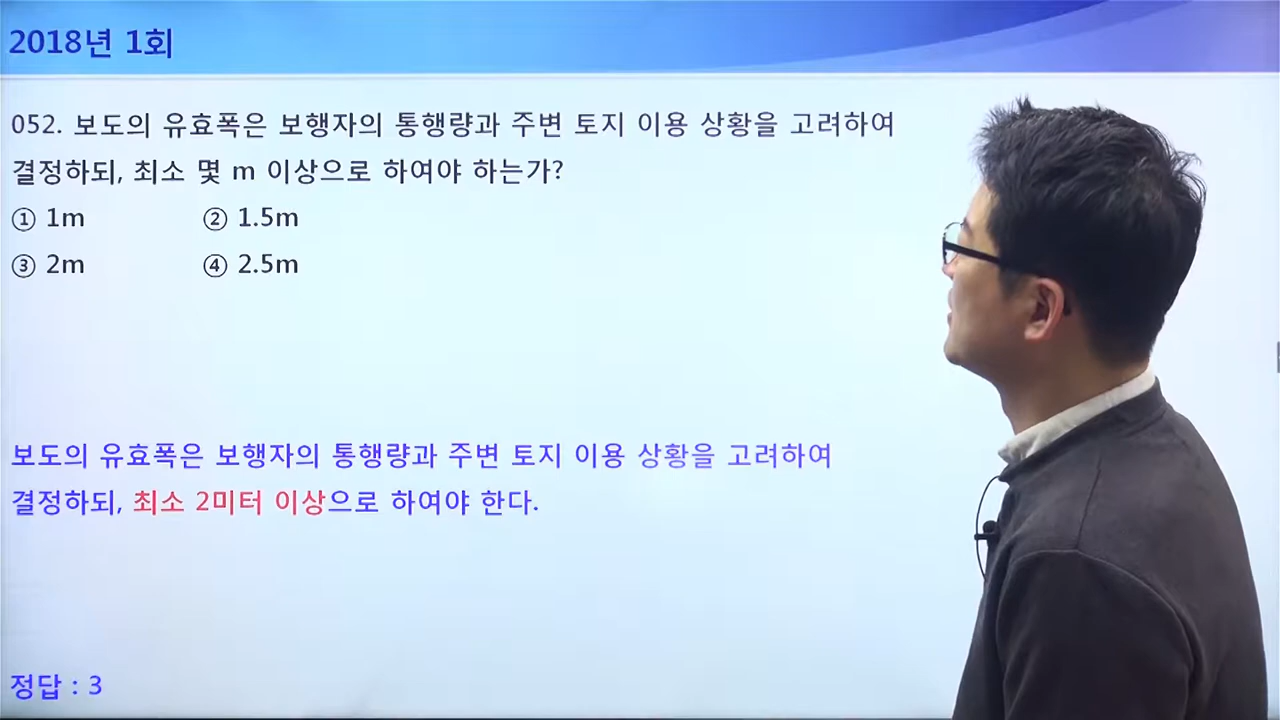 2018년 1회
052. 보도의 유효폭은 보행자의 통행량과 주변 토지 이용 상황을 고려하여
결정하되, 최소 몇 m 이상으로 하여야 하는가?
① 1m ② 1.5m
③ 2m ④ 2.5m
보도의 유효폭은 보행자의 통행량과 주변 토지 이용 상황을 고려하여
결정하되, 최소 2미터 이상으로 하여야 한다.
정답 : 3